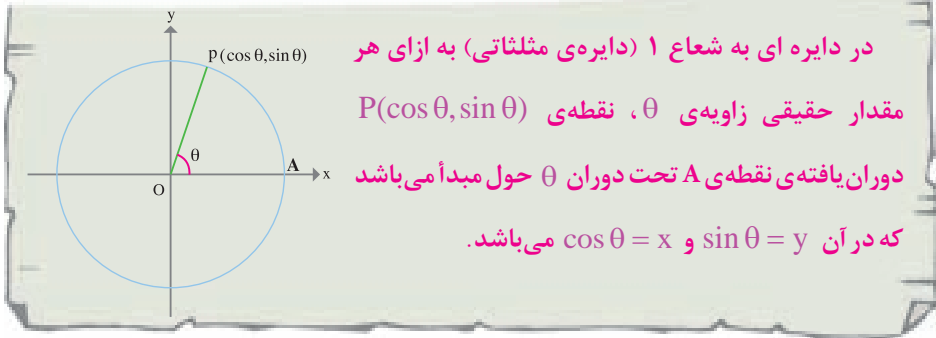 در دایره ای به شعاع ۱ (دایره‌ی مثلثاتی) به ازای هر
مقدار حقیقی زاویه‌ی θ، نقطه‌ی P(cos θ, sin θ)
دوران‌یافته‌ی نقطه‌ی A تحت دوران θ حول مبدأ می‌باشد
که در آن sin θ = y و cos θ = x می‌باشد.
y
p(cos θ, sin θ)
θ
A
x
O